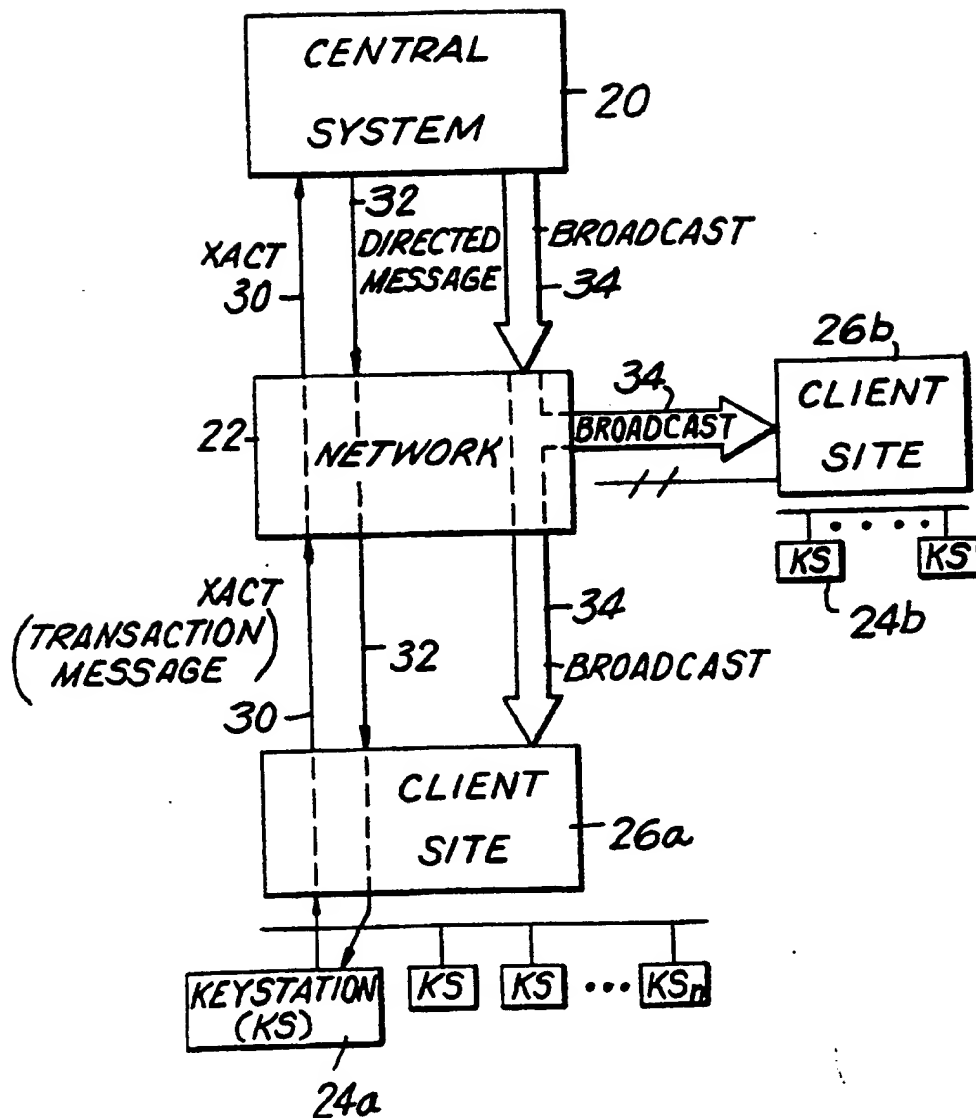 CENTRAL
SYSTEM
20
XACT
30
32
DIRECTED
MESSAGE
BROADCAST
34
22
NETWORK
34
BROADCAST
26b
CLIENT
SITE
KS
KS'
24b
XACT
(TRANSACTION
MESSAGE)
30
32
34
BROADCAST
CLIENT
SITE
26a
KEYSTATION
(KS)
24a
KS
KS
KSn